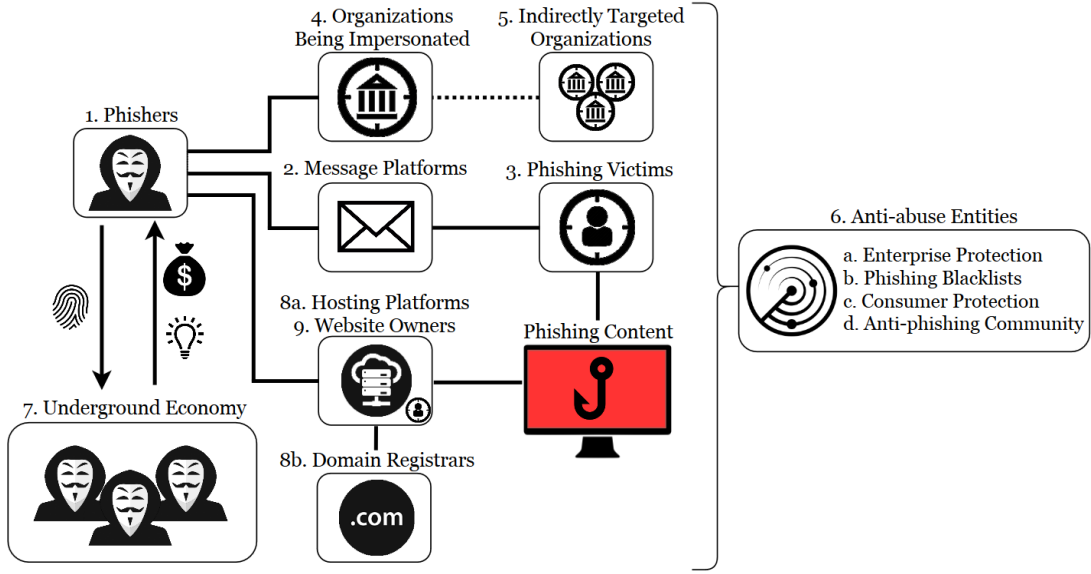 4. Organizations
Being Impersonated
5. Indirectly Targeted
Organizations
1. Phishers
2. Message Platforms
3. Phishing Victims
6. Anti-abuse Entities
a. Enterprise Protection
b. Phishing Blacklists
c. Consumer Protection
d. Anti-phishing Community
$
8a. Hosting Platforms
9. Website Owners
Phishing Content
7. Underground Economy
8b. Domain Registrars
.com